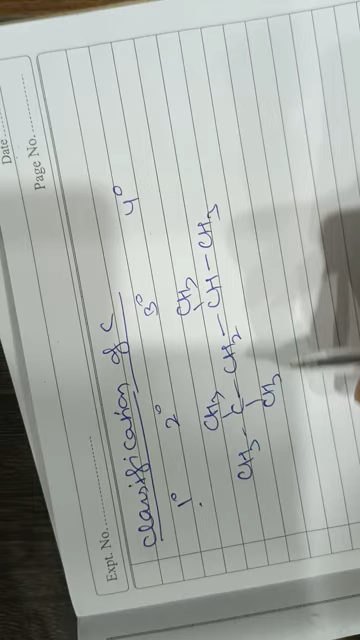 Date.......
Page No. ..................
Expt. No. ..................
Classification of C
1° 2° 3° 4°
CH3 CH3
CH3 - C - CH2 - CH - CH3
CH3